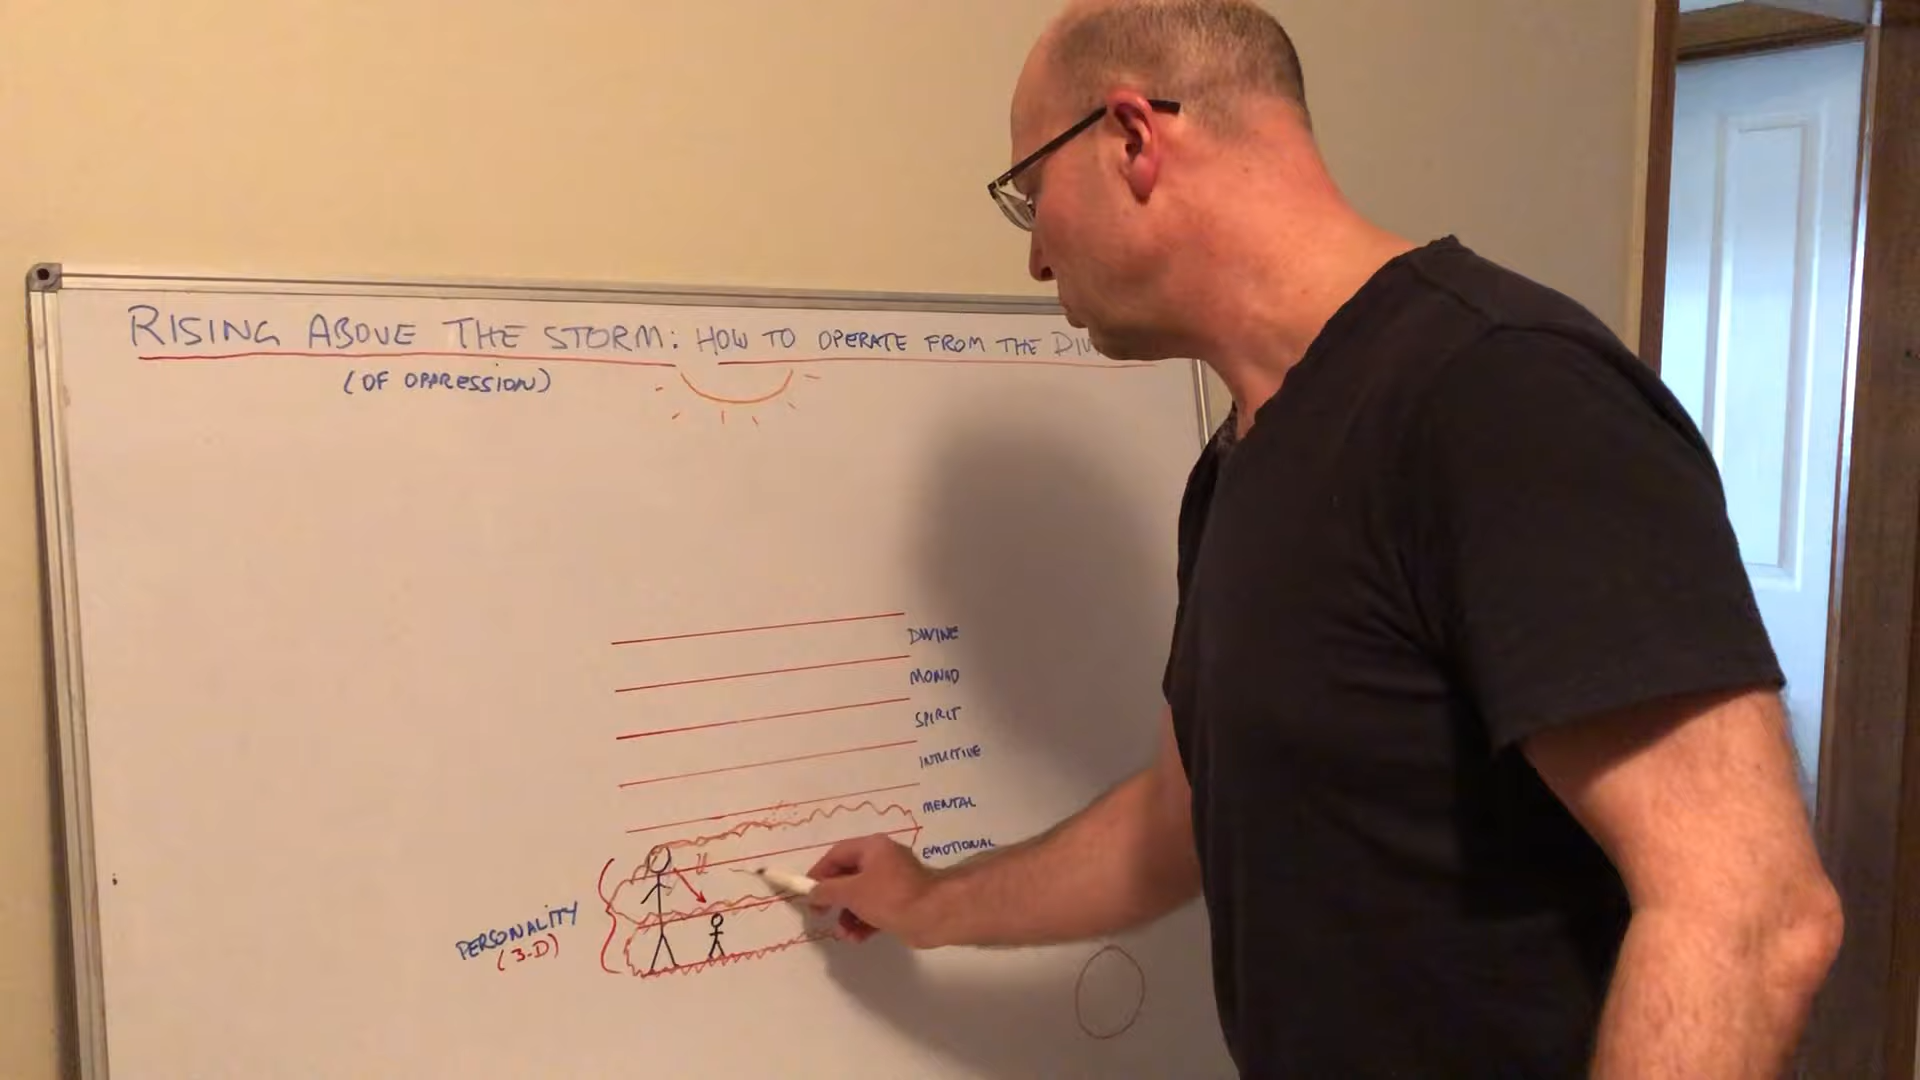 RISING ABOVE THE STORM: HOW TO OPERATE FROM THE
(OF OPPRESSION)
DIVINE
MONAD
SPIRIT
INTUITIVE
MENTAL
EMOTIONAL
PERSONALITY
(3-D)